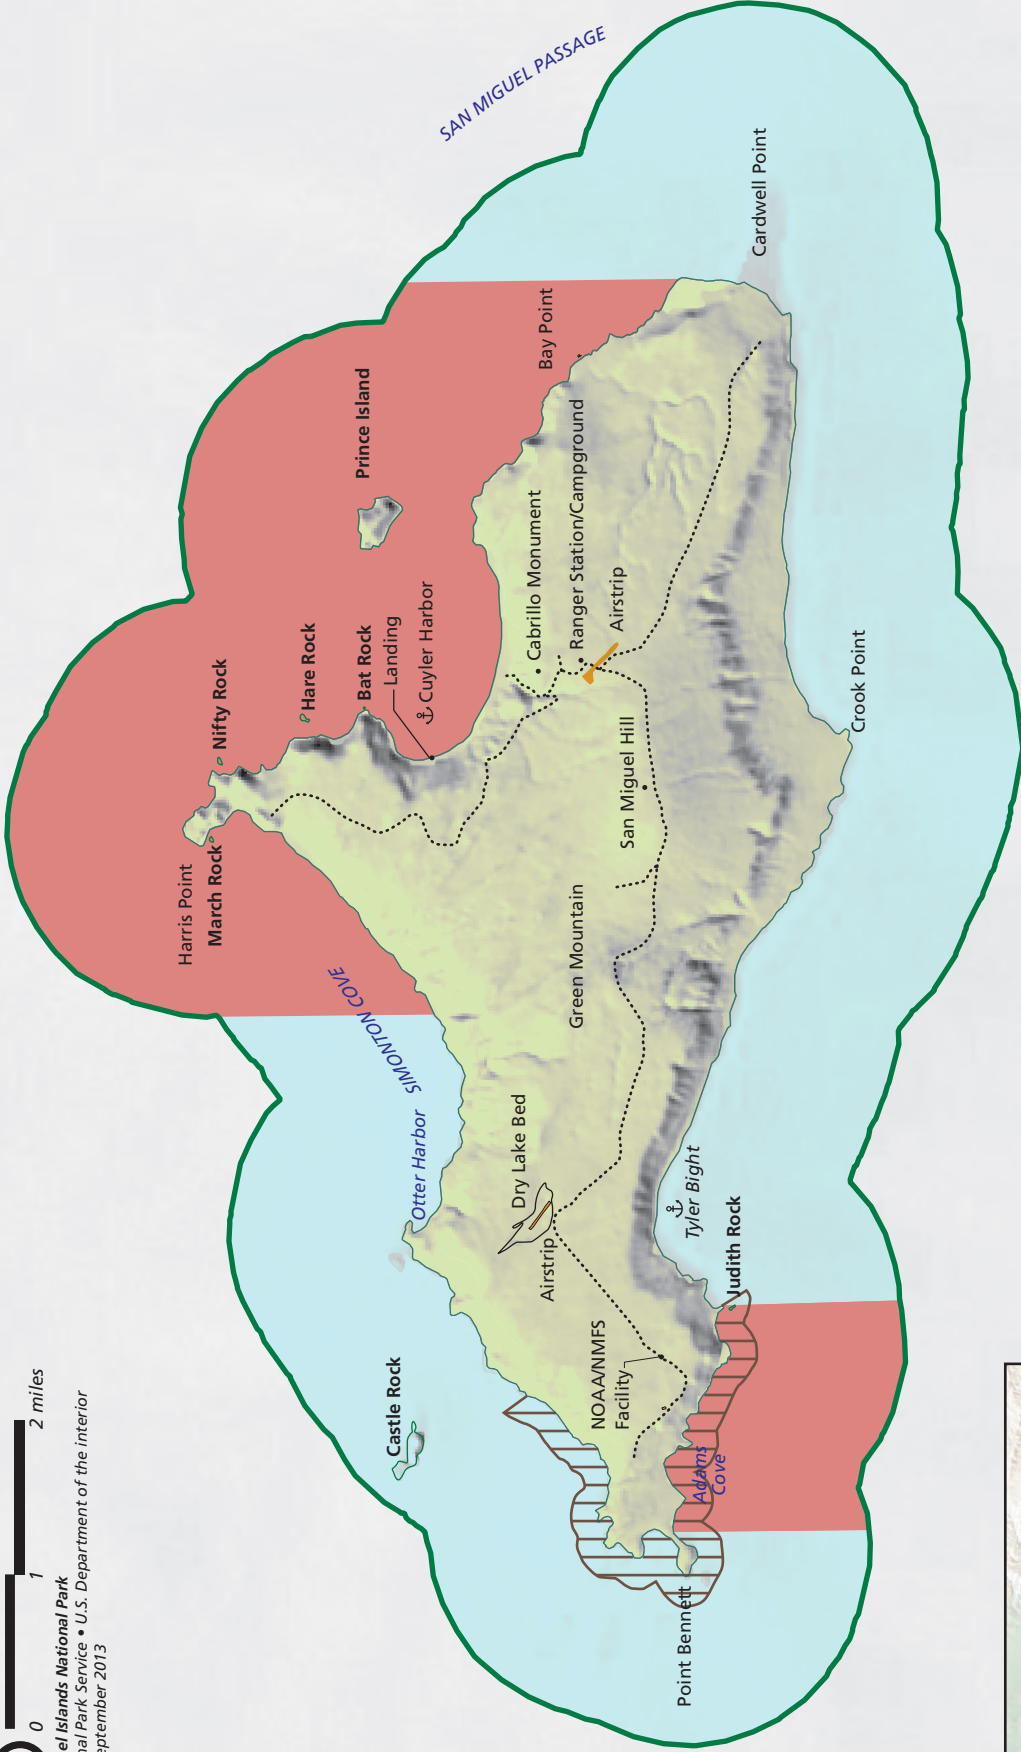 SAN MIGUEL PASSAGE
Cardwell Point
Bay Point
Prince Island
Ranger Station/Campground
Cabrillo Monument
Airstrip
Cuyler Harbor
Landing
Bat Rock
Hare Rock
Nifty Rock
Crook Point
San Miguel Hill
Harris Point
March Rock
Green Mountain
SIMONTON COVE
Otter Harbor
Dry Lake Bed
Airstrip
Tyler Bight
Judith Rock
NOAA/NMFS
Facility
Castle Rock
Adams
Cove
Point Bennett
0 1 2 miles
el Islands National Park
nal Park Service • U.S. Department of the interior
eptember 2013